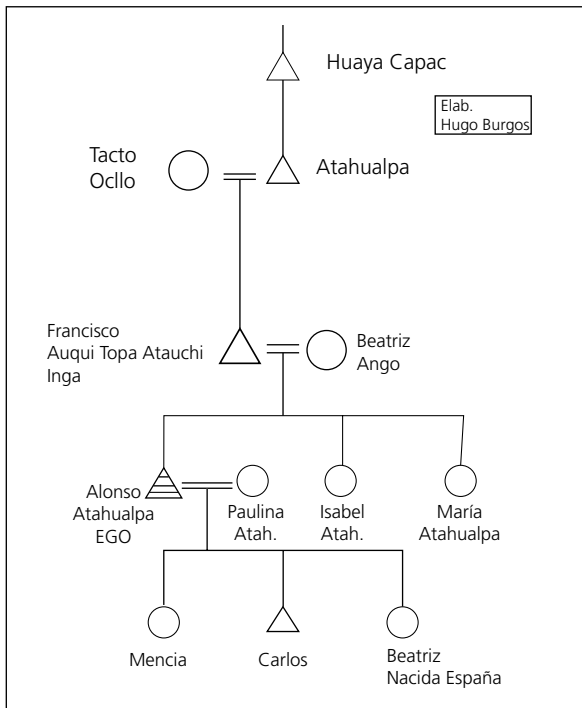 Huaya Capac
Elab.
Hugo Burgos
Tacto
Ocllo
Atahualpa
Francisco
Auqui Topa Atauchi
Inga
Beatriz
Ango
Alonso
Atahualpa
EGO
Paulina
Atah.
Isabel
Atah.
María
Atahualpa
Mencia
Carlos
Beatriz
Nacida España